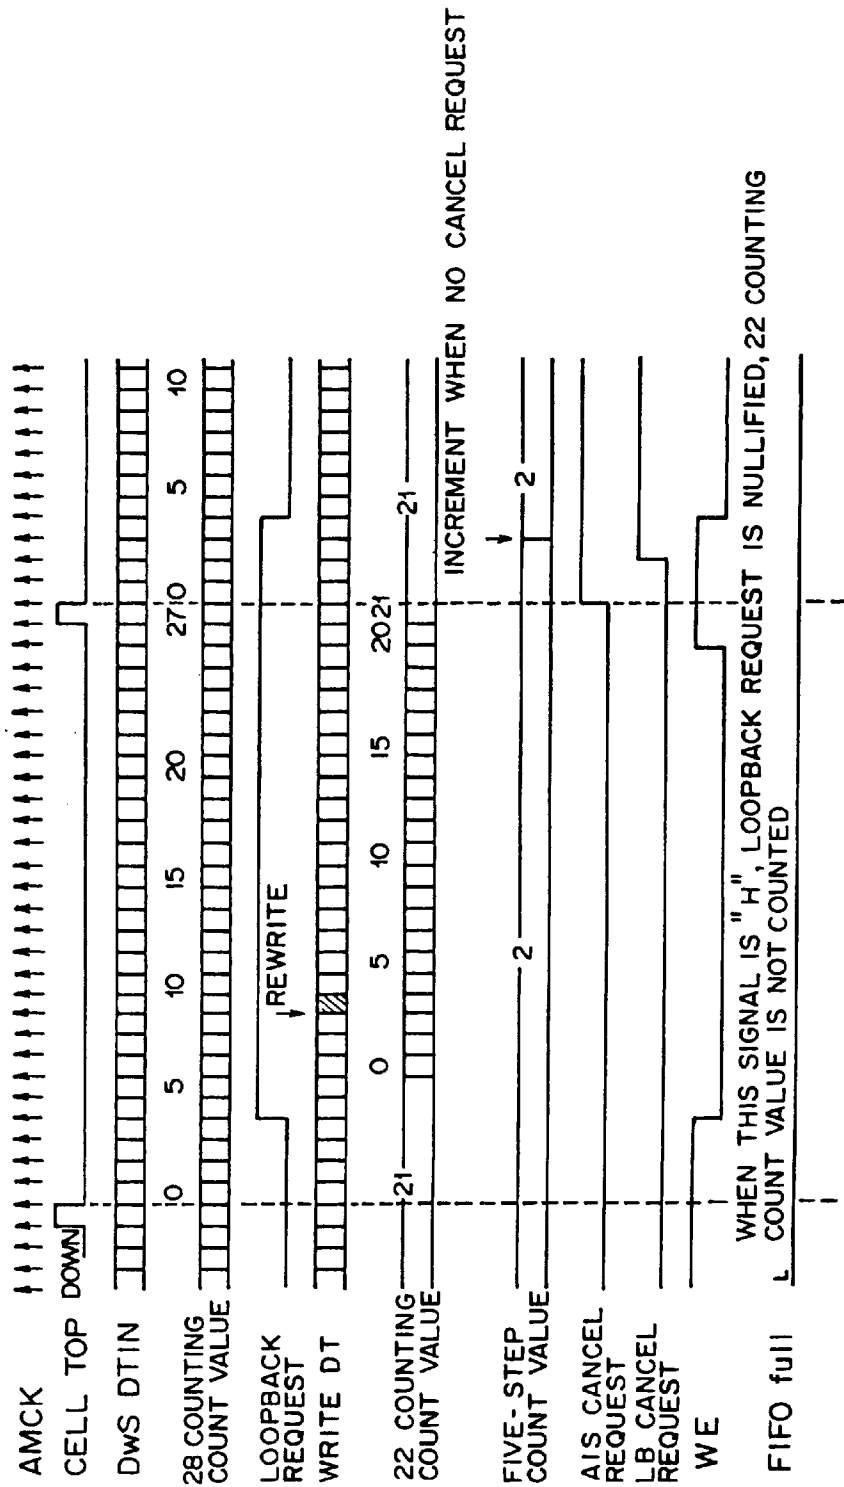 AMCK
CELL TOP DOWN
DwS DTIN
0 5 10 15 20 27 0 5 10
28 COUNTING
COUNT VALUE
LOOPBACK
REQUEST
REWRITE
WRITE DT
21 0 5 10 15 20 21 21
22 COUNTING
COUNT VALUE
INCREMENT WHEN NO CANCEL REQUEST
FIVE-STEP
COUNT VALUE
2 2
AIS CANCEL
REQUEST
LB CANCEL
REQUEST
WE
WHEN THIS SIGNAL IS "H", LOOPBACK REQUEST IS NULLIFIED, 22 COUNTING
COUNT VALUE IS NOT COUNTED
FIFO full L